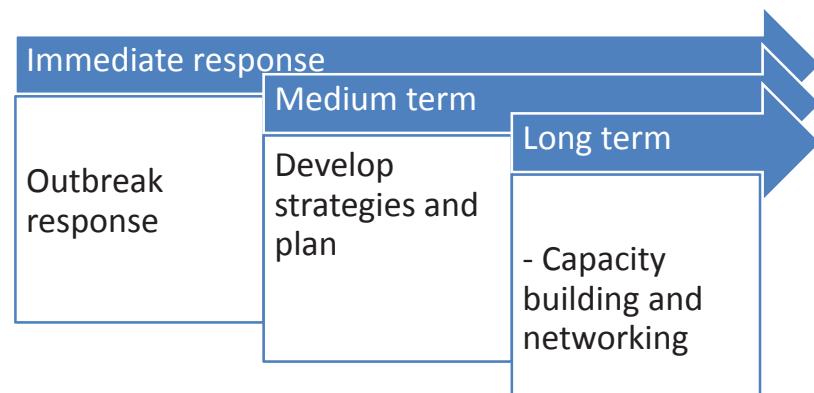 Immediate response
Outbreak
response
Medium term
Develop
strategies and
plan
Long term
- Capacity
building and
networking